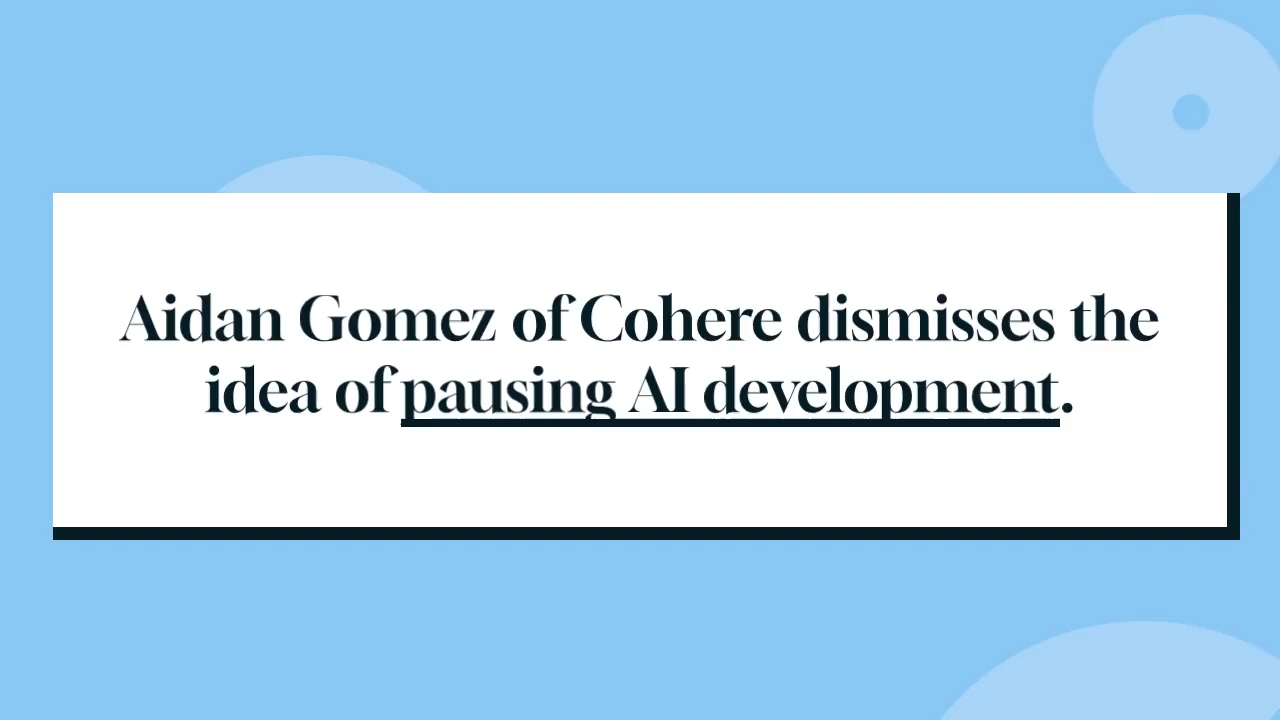 Aidan Gomez of Cohere dismisses the
idea of pausing AI development.